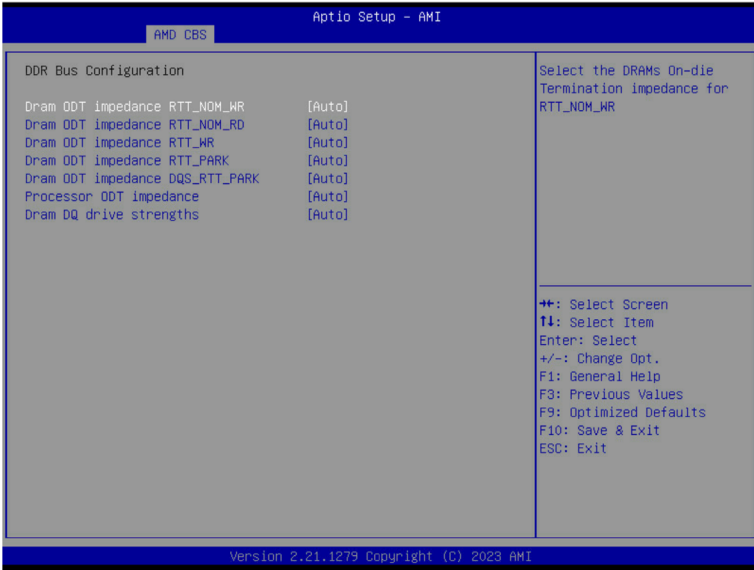 Aptio Setup – AMI
AMD CBS
DDR Bus Configuration
Dram ODT impedance RTT_NOM_WR [Auto]
Dram ODT impedance RTT_NOM_RD [Auto]
Dram ODT impedance RTT_WR [Auto]
Dram ODT impedance RTT_PARK [Auto]
Dram ODT impedance DQS_RTT_PARK [Auto]
Processor ODT impedance [Auto]
Dram DQ drive strengths [Auto]
Select the DRAMs On-die
Termination impedance for
RTT_NOM_WR
→←: Select Screen
↑↓: Select Item
Enter: Select
+/-: Change Opt.
F1: General Help
F3: Previous Values
F9: Optimized Defaults
F10: Save & Exit
ESC: Exit
Version 2.21.1279 Copyright (C) 2023 AMI